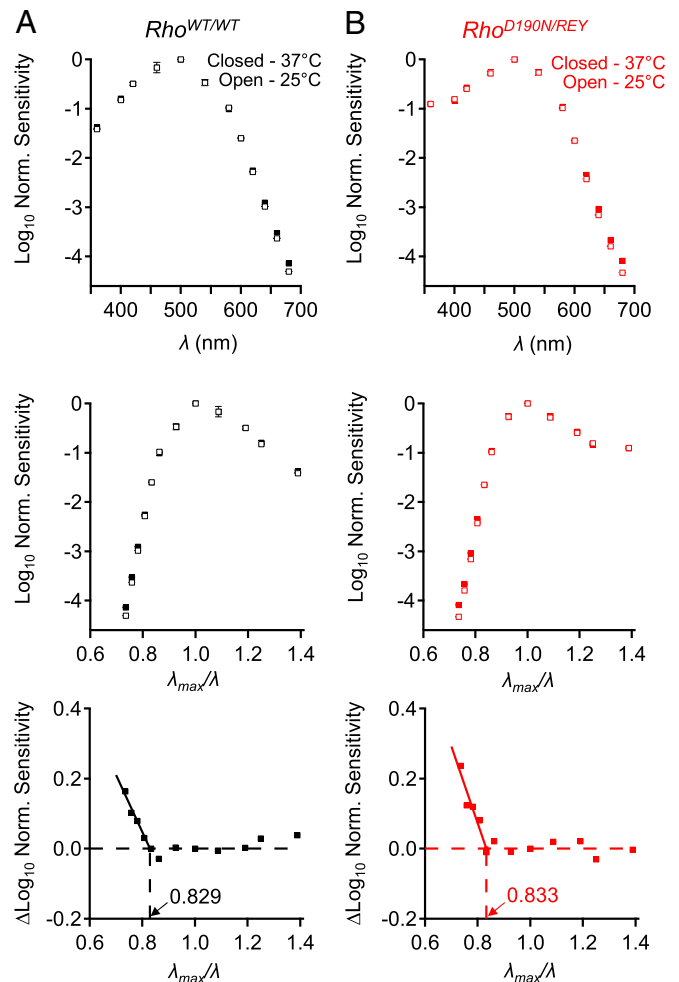 A
Rho^WT/WT
Closed - 37°C
Open - 25°C
0
-1
-2
-3
-4
Log₁₀ Norm. Sensitivity
400 500 600 700
λ (nm)
B
Rho^D190N/REY
Closed - 37°C
Open - 25°C
0
-1
-2
-3
-4
Log₁₀ Norm. Sensitivity
400 500 600 700
λ (nm)
0
-1
-2
-3
-4
Log₁₀ Norm. Sensitivity
0.6 0.8 1.0 1.2 1.4
λmax/λ
0
-1
-2
-3
-4
Log₁₀ Norm. Sensitivity
0.6 0.8 1.0 1.2 1.4
λmax/λ
0.4
0.2
0.0
-0.2
ΔLog₁₀ Norm. Sensitivity
0.829
0.6 0.8 1.0 1.2 1.4
λmax/λ
0.4
0.2
0.0
-0.2
ΔLog₁₀ Norm. Sensitivity
0.833
0.6 0.8 1.0 1.2 1.4
λmax/λ